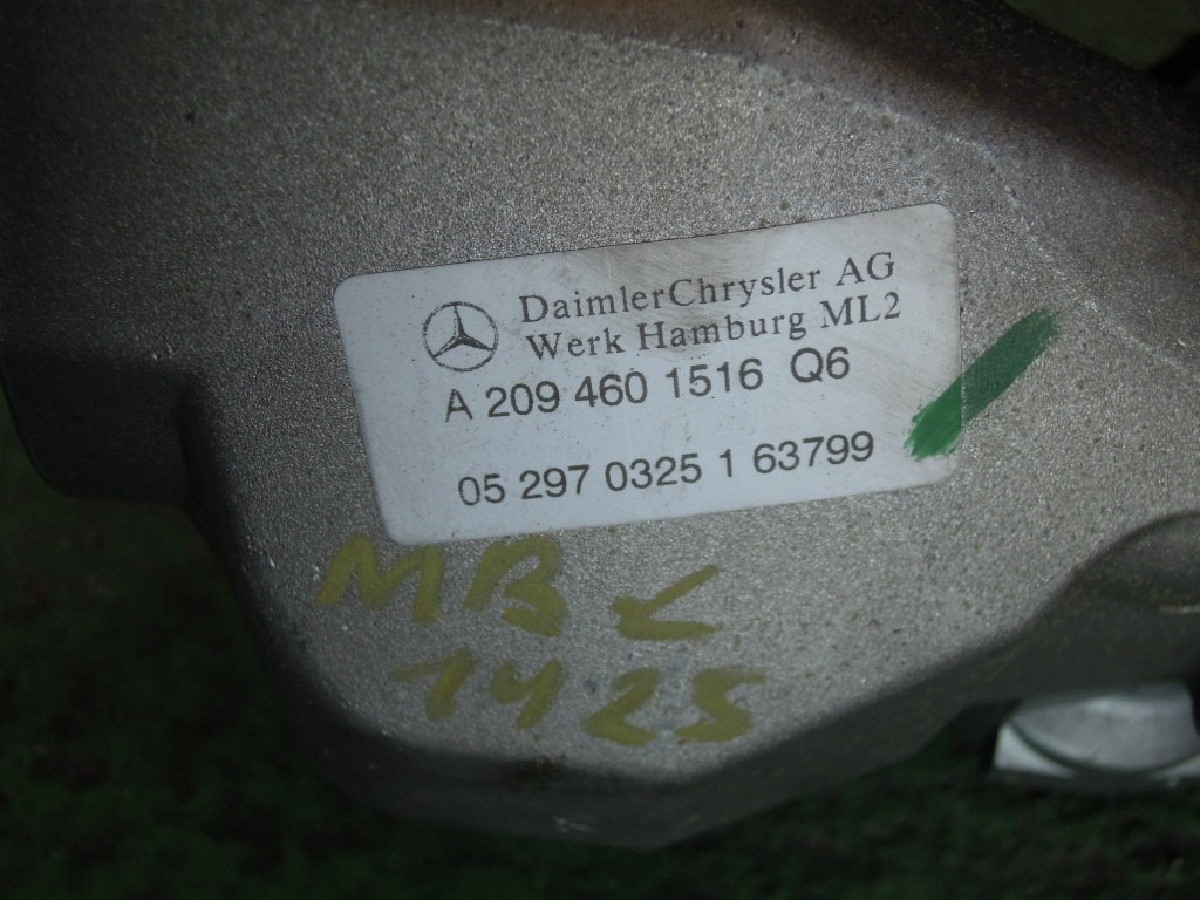 DaimlerChrysler AG
Werk Hamburg ML2
A 209 460 1516 Q6
05 297 0325 1 63799
MB L
1425